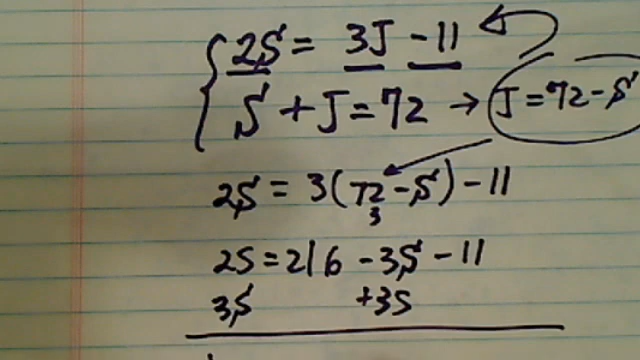 2S = 3J - 11
S + J = 72 → J = 72 - S
2S = 3(72 - S) - 11
3
2S = 216 - 3S - 11
3S +3S